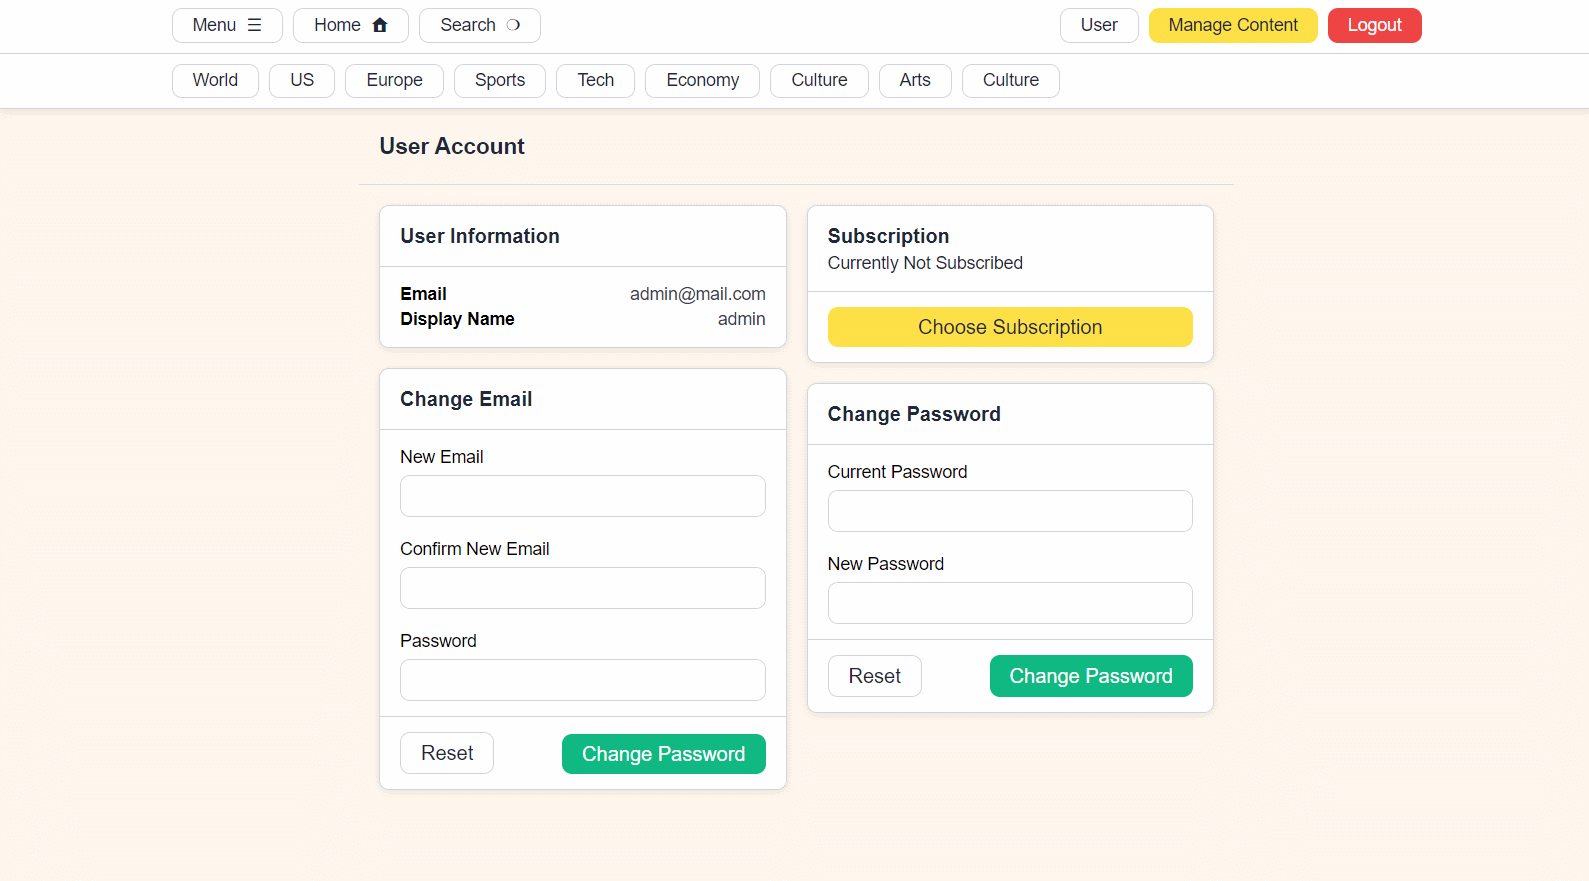 Menu ☰ Home Search User Manage Content Logout
World US Europe Sports Tech Economy Culture Arts Culture
User Account
User Information
Email admin@mail.com
Display Name admin
Change Email
New Email
Confirm New Email
Password
Reset Change Password
Subscription
Currently Not Subscribed
Choose Subscription
Change Password
Current Password
New Password
Reset Change Password